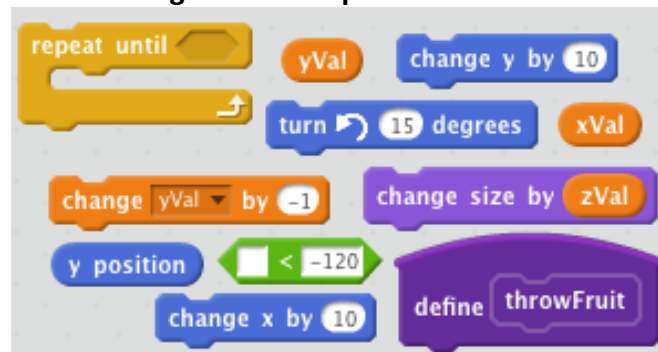 repeat until
yVal
change y by 10
turn 15 degrees
xVal
change yVal by -1
change size by zVal
y position
< -120
define throwFruit
change x by 10